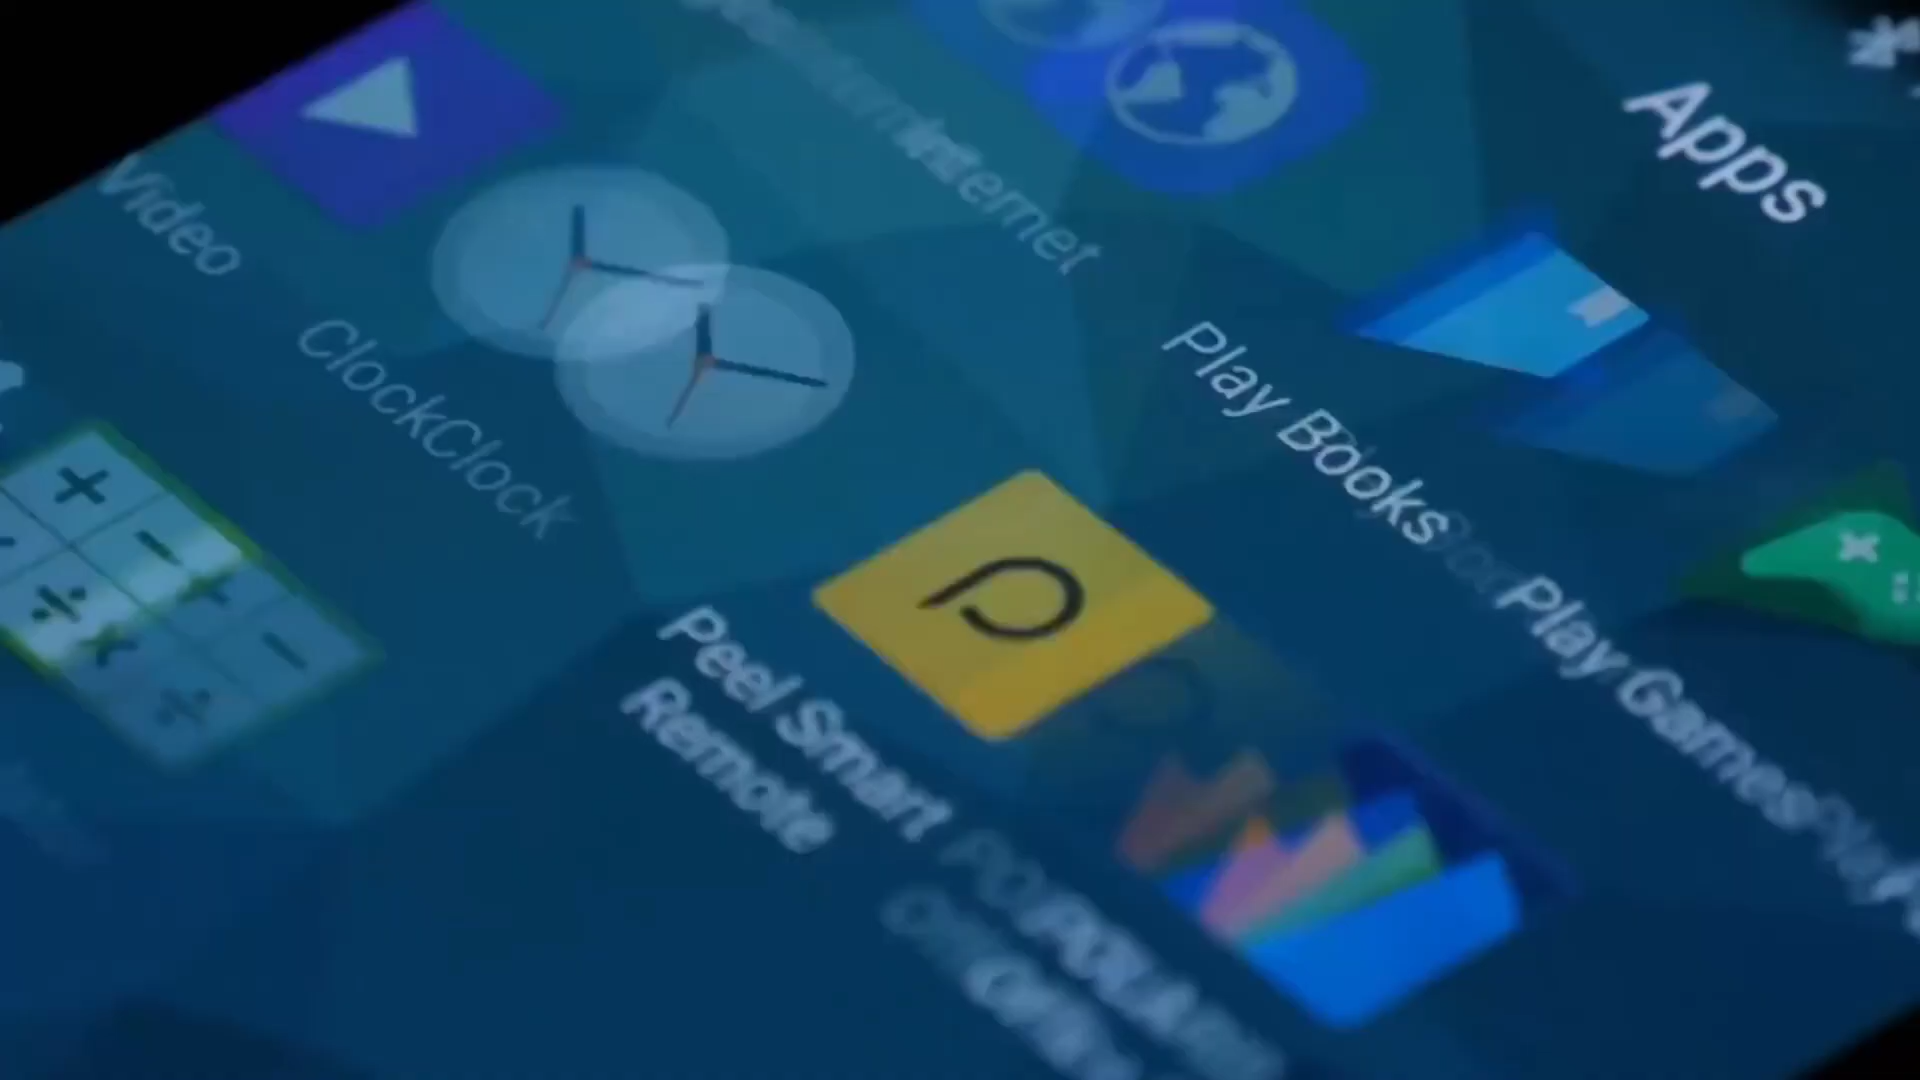 Apps
Internet
Video
ClockClock
Play Books
Play Games
Peel Smart
Remote